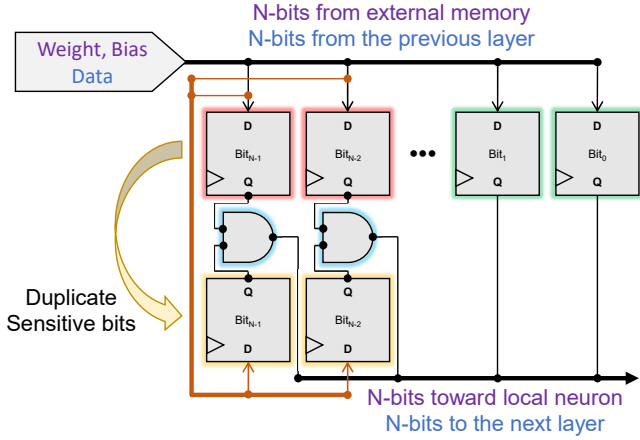 N-bits from external memory
N-bits from the previous layer
Weight, Bias
Data
D D D D
Bit_{N-1} Bit_{N-2} ••• Bit_1 Bit_0
Q Q Q Q
Q Q
Duplicate
Sensitive bits
Bit_{N-1} Bit_{N-2}
D D
N-bits toward local neuron
N-bits to the next layer